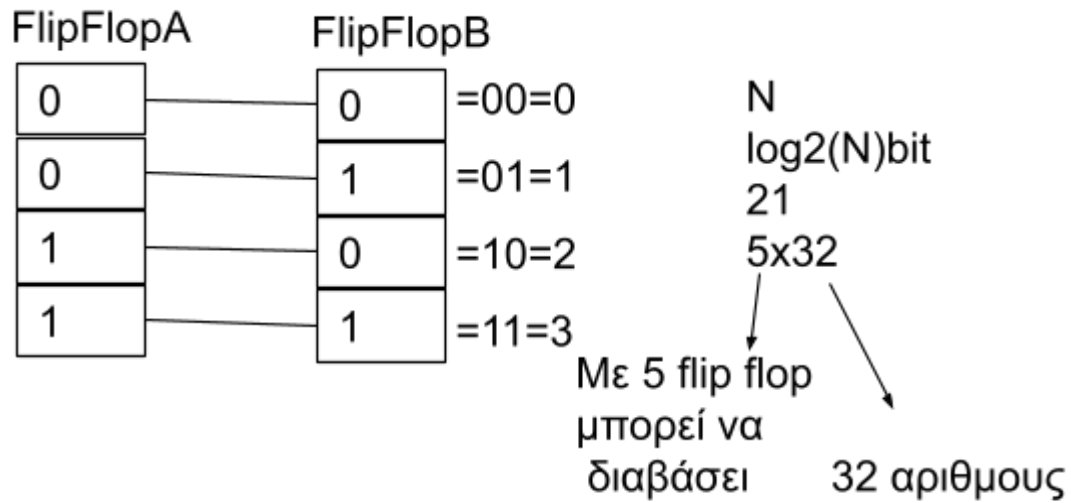 FlipFlopA FlipFlopB
0 0 =00=0
0 1 =01=1
1 0 =10=2
1 1 =11=3
N
log2(N)bit
21
5x32
Με 5 flip flop
μπορεί να
διαβάσει
32 αριθμους